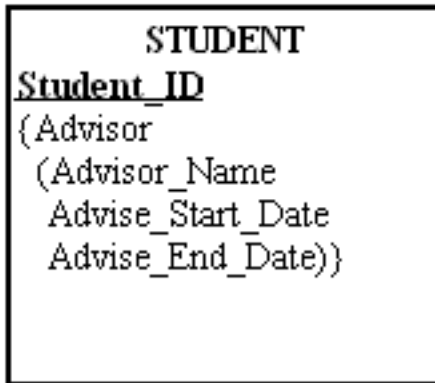 STUDENT
Student_ID
{Advisor
(Advisor_Name
Advise_Start_Date
Advise_End_Date)}